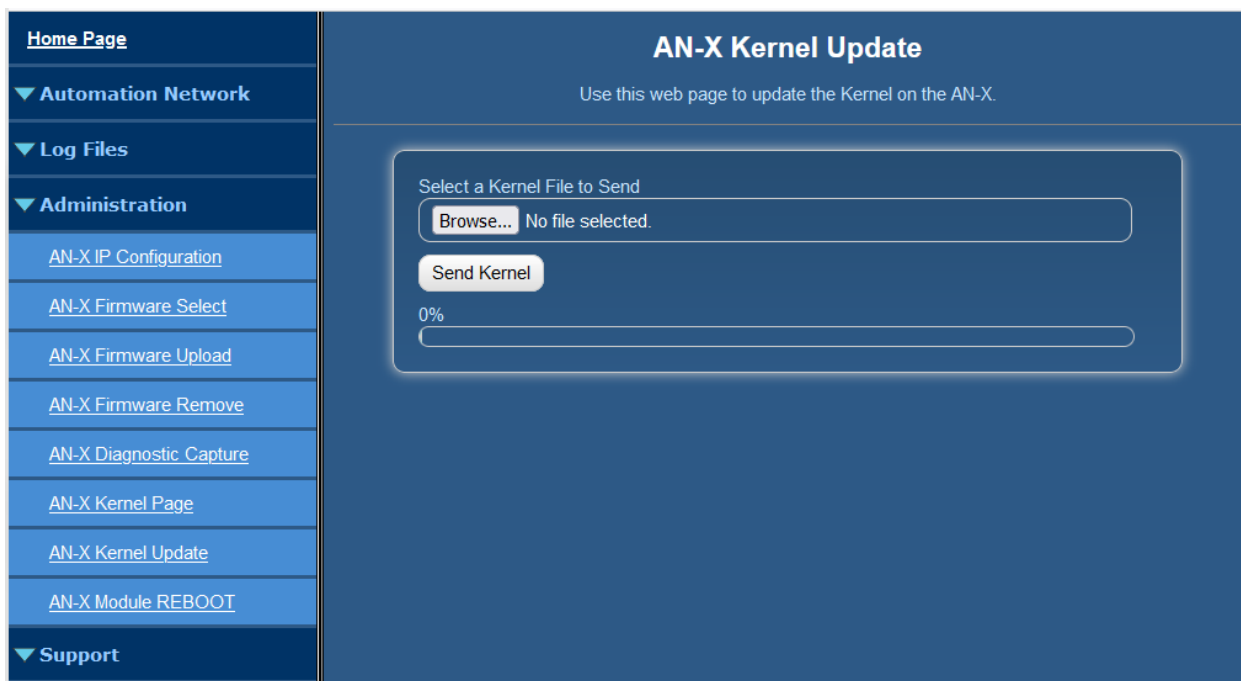 Home Page
Automation Network
Log Files
Administration
AN-X IP Configuration
AN-X Firmware Select
AN-X Firmware Upload
AN-X Firmware Remove
AN-X Diagnostic Capture
AN-X Kernel Page
AN-X Kernel Update
AN-X Module REBOOT
Support
AN-X Kernel Update
Use this web page to update the Kernel on the AN-X.
Select a Kernel File to Send
Browse... No file selected.
Send Kernel
0%